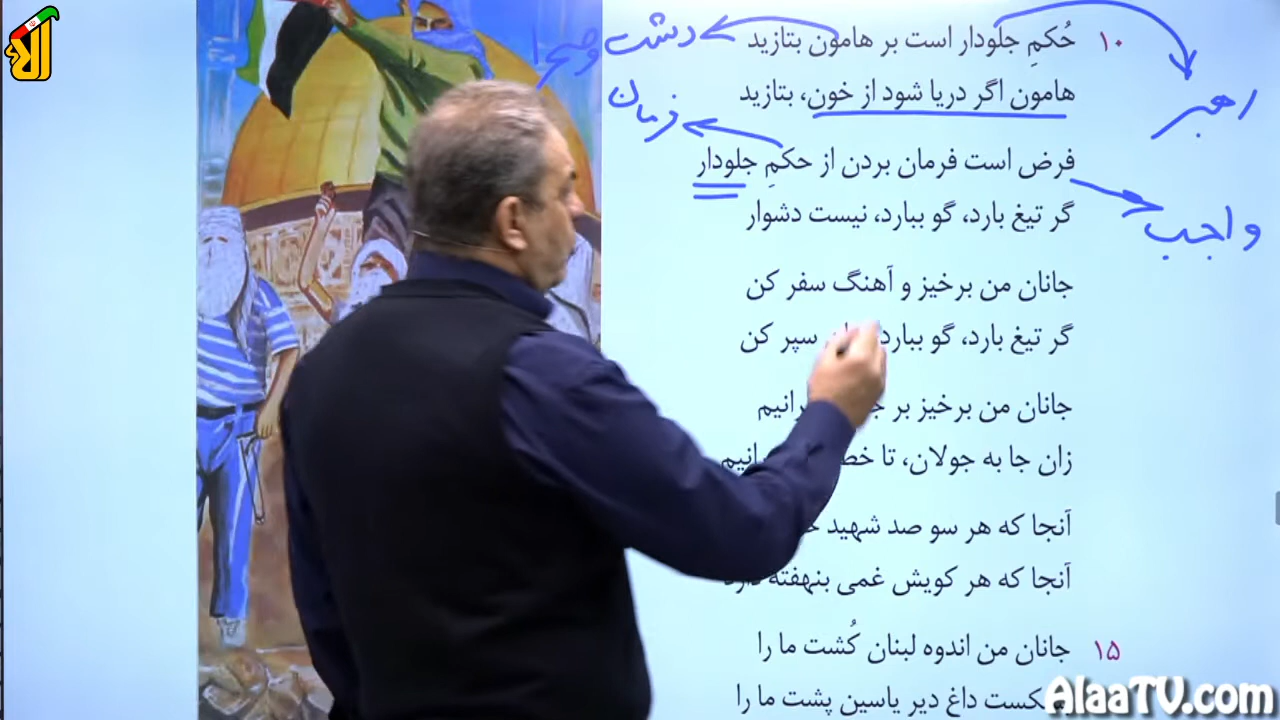 ۱۰ حُکمِ جلودار است بر هامون بتازید
دشت و صحرا
هامون اگر دریا شود از خون، بتازید
رهبر
فرمان
فرض است فرمان بردن از حکمِ جلودار
واجب
گر تیغ بارد، گو ببارد، نیست دشوار
جانان من برخیز و آهنگ سفر کن
گر تیغ بارد، گو ببارد سپر کن
جانان من برخیز بر
زان جا به جولان، تا
آنجا که هر سو صد شهید
آنجا که هر کویش غمی بنهفته
۱۵ جانان من اندوه لبنان کُشت ما را
بشکست داغ دیر یاسین پشت ما را
AlaaTV.com